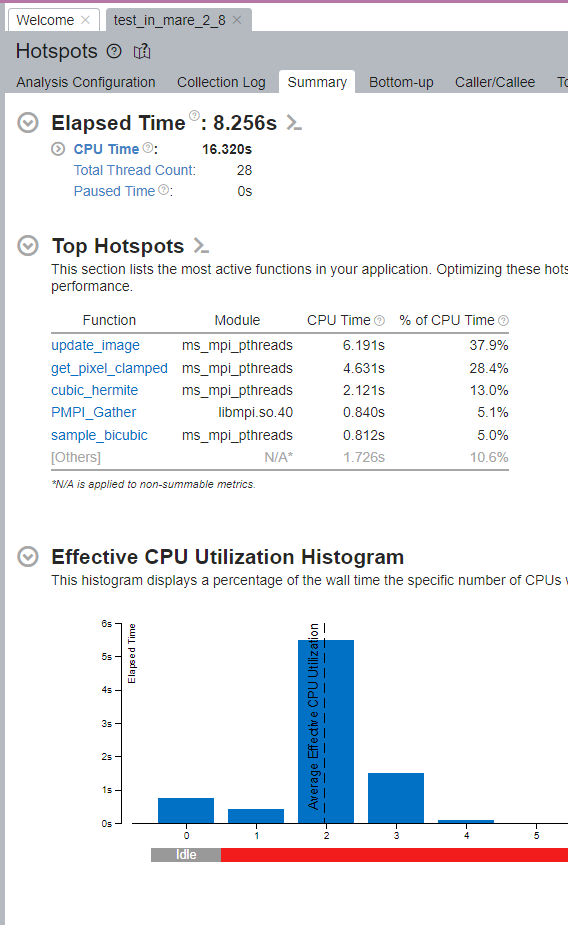 Welcome × test_in_mare_2_8 ×
Hotspots ? ?
Analysis Configuration Collection Log Summary Bottom-up Caller/Callee To
Elapsed Time ? : 8.256s
CPU Time ? : 16.320s
Total Thread Count: 28
Paused Time ? : 0s
Top Hotspots
This section lists the most active functions in your application. Optimizing these hots
performance.
Function Module CPU Time ? % of CPU Time ?
update_image ms_mpi_pthreads 6.191s 37.9%
get_pixel_clamped ms_mpi_pthreads 4.631s 28.4%
cubic_hermite ms_mpi_pthreads 2.121s 13.0%
PMPI_Gather libmpi.so.40 0.840s 5.1%
sample_bicubic ms_mpi_pthreads 0.812s 5.0%
[Others] N/A* 1.726s 10.6%
*N/A is applied to non-summable metrics.
Effective CPU Utilization Histogram
This histogram displays a percentage of the wall time the specific number of CPUs w
6s
5s
4s
3s
2s
1s
0s
Elapsed Time
Average Effective CPU Utilization
0 1 2 3 4 5
Idle